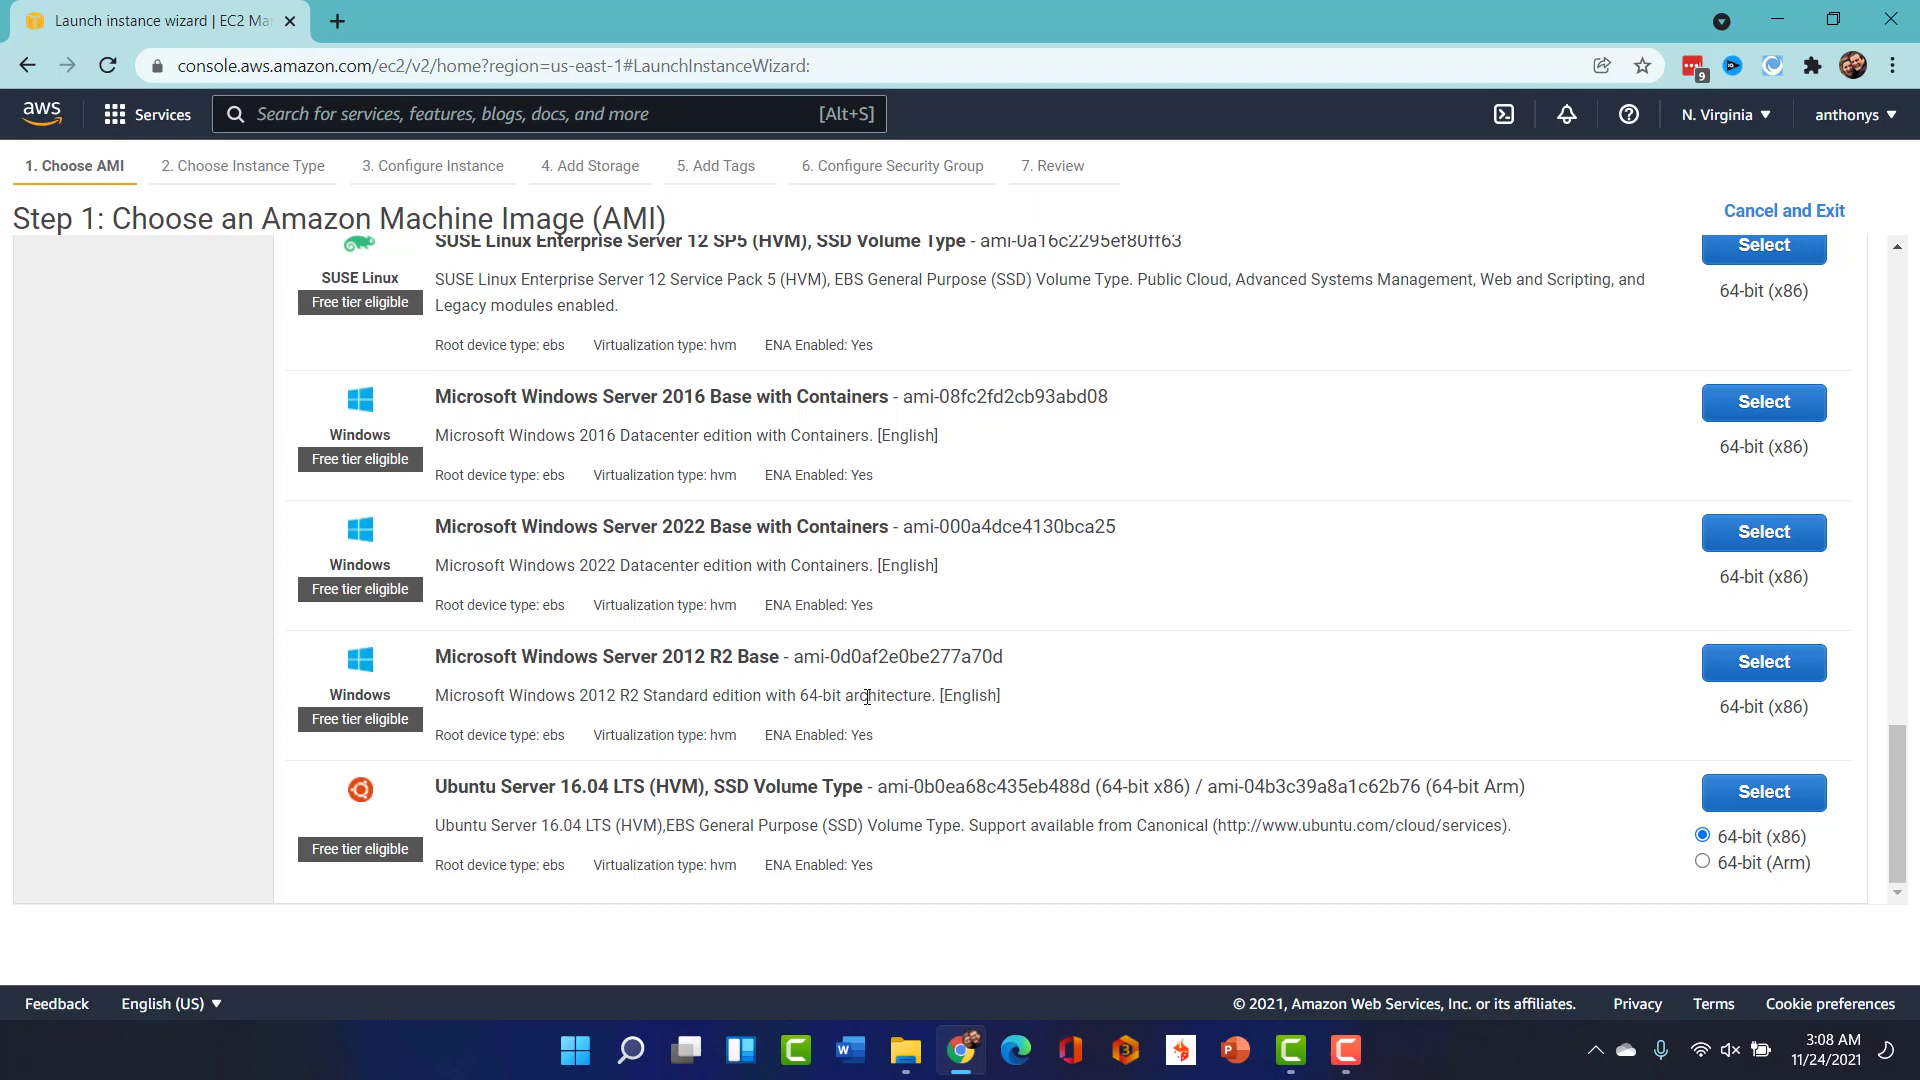 Launch instance wizard | EC2 Ma
console.aws.amazon.com/ec2/v2/home?region=us-east-1#LaunchInstanceWizard:
9
aws
Services
Search for services, features, blogs, docs, and more
[Alt+S]
N. Virginia
anthonys
1. Choose AMI
2. Choose Instance Type
3. Configure Instance
4. Add Storage
5. Add Tags
6. Configure Security Group
7. Review
Step 1: Choose an Amazon Machine Image (AMI)
Cancel and Exit
SUSE Linux Enterprise Server 12 SP5 (HVM), SSD Volume Type - ami-0a16c2295ef80ff63
Select
SUSE Linux
Free tier eligible
SUSE Linux Enterprise Server 12 Service Pack 5 (HVM), EBS General Purpose (SSD) Volume Type. Public Cloud, Advanced Systems Management, Web and Scripting, and
Legacy modules enabled.
64-bit (x86)
Root device type: ebs Virtualization type: hvm ENA Enabled: Yes
Microsoft Windows Server 2016 Base with Containers - ami-08fc2fd2cb93abd08
Select
Windows
Free tier eligible
Microsoft Windows 2016 Datacenter edition with Containers. [English]
64-bit (x86)
Root device type: ebs Virtualization type: hvm ENA Enabled: Yes
Microsoft Windows Server 2022 Base with Containers - ami-000a4dce4130bca25
Select
Windows
Free tier eligible
Microsoft Windows 2022 Datacenter edition with Containers. [English]
64-bit (x86)
Root device type: ebs Virtualization type: hvm ENA Enabled: Yes
Microsoft Windows Server 2012 R2 Base - ami-0d0af2e0be277a70d
Select
Windows
Free tier eligible
Microsoft Windows 2012 R2 Standard edition with 64-bit architecture. [English]
64-bit (x86)
Root device type: ebs Virtualization type: hvm ENA Enabled: Yes
Ubuntu Server 16.04 LTS (HVM), SSD Volume Type - ami-0b0ea68c435eb488d (64-bit x86) / ami-04b3c39a8a1c62b76 (64-bit Arm)
Select
Free tier eligible
Ubuntu Server 16.04 LTS (HVM),EBS General Purpose (SSD) Volume Type. Support available from Canonical (http://www.ubuntu.com/cloud/services).
64-bit (x86)
64-bit (Arm)
Root device type: ebs Virtualization type: hvm ENA Enabled: Yes
Feedback
English (US)
© 2021, Amazon Web Services, Inc. or its affiliates.
Privacy
Terms
Cookie preferences
3:08 AM
11/24/2021